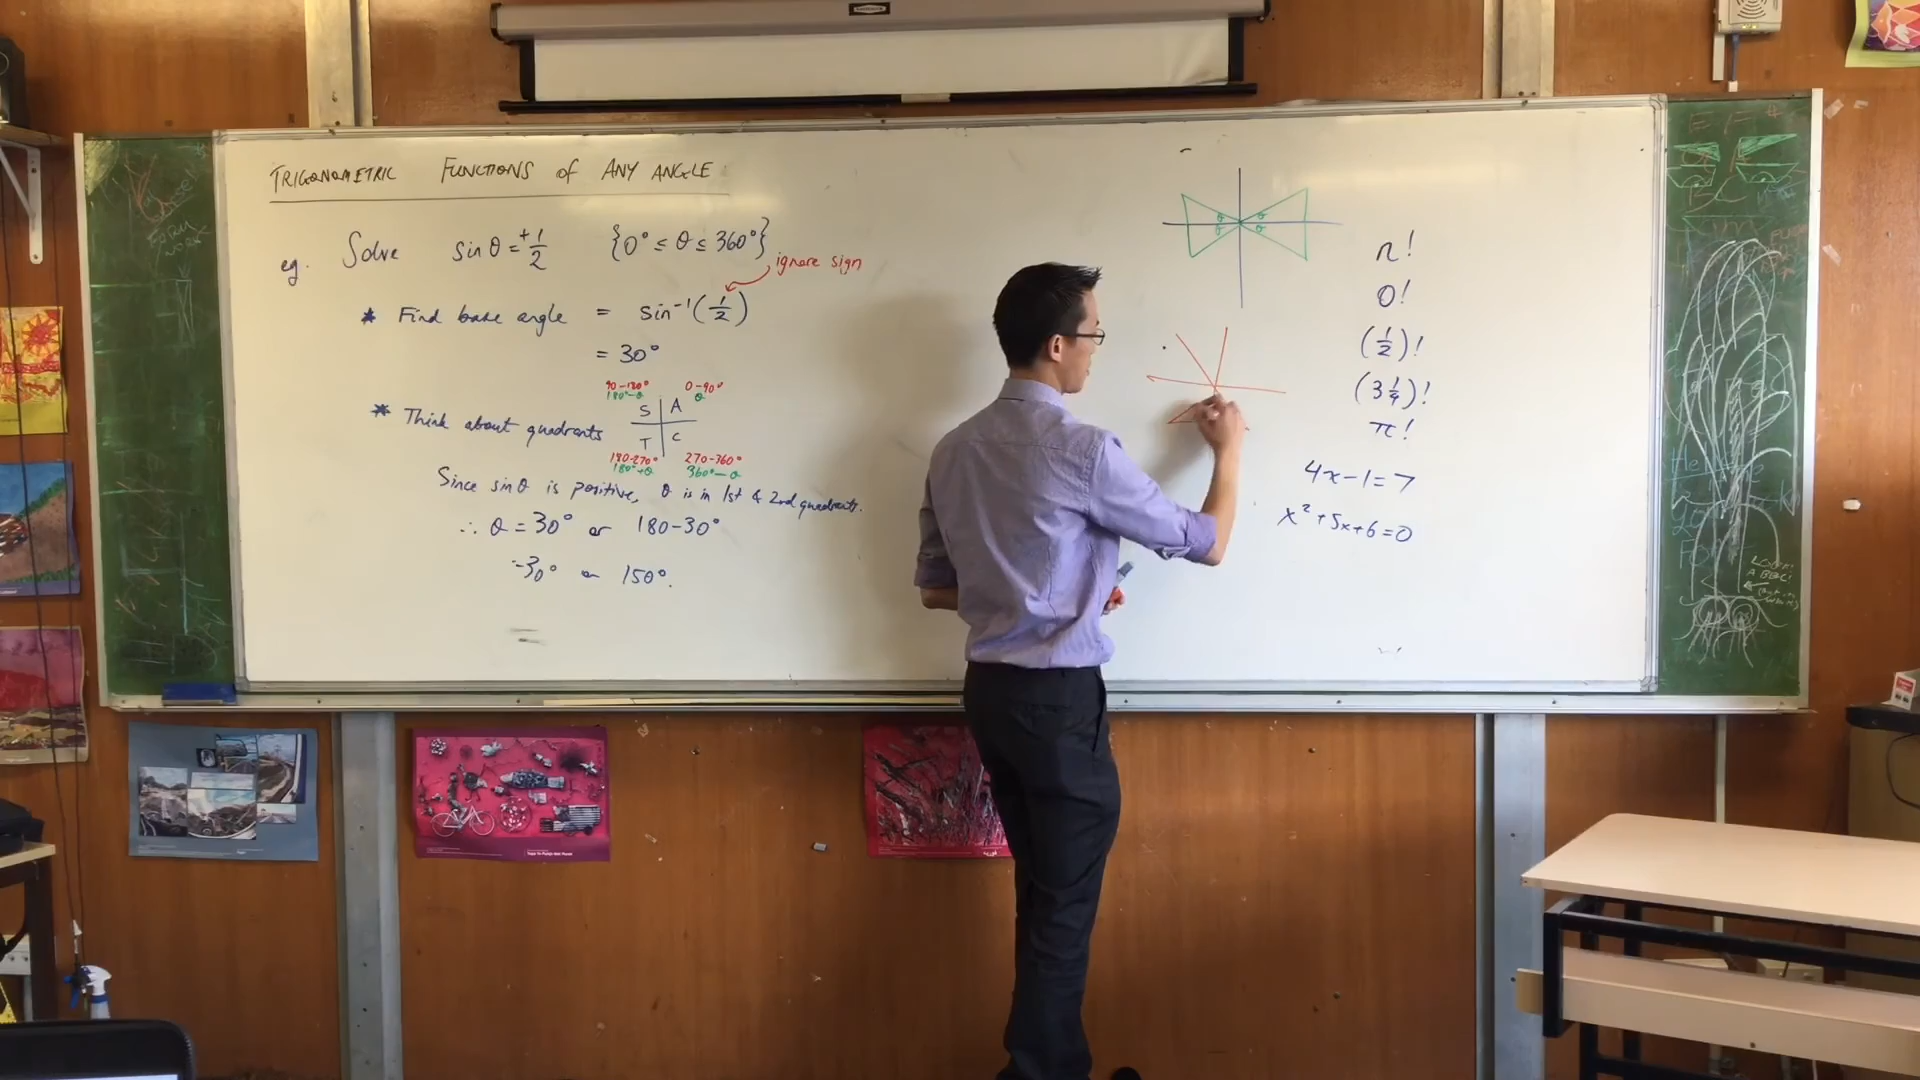 TRIGONOMETRIC FUNCTIONS OF ANY ANGLE
eg. Solve sin θ = +1/2 {0° ≤ θ ≤ 360°}
ignore sign
* Find base angle = sin⁻¹(1/2)
= 30°
90-180° 0-90°
180°-θ θ
S A
* Think about quadrants
T C
180-270° 270-360°
180°+θ 360°-θ
Since sin θ is positive, θ is in 1st & 2nd quadrants.
∴ θ = 30° or 180-30°
= 30° or 150°.
θ θ
θ θ
n!
0!
(1/2)!
(3 1/4)!
π!
4x-1=7
x²+5x+6=0
LOOK!
A BBC!